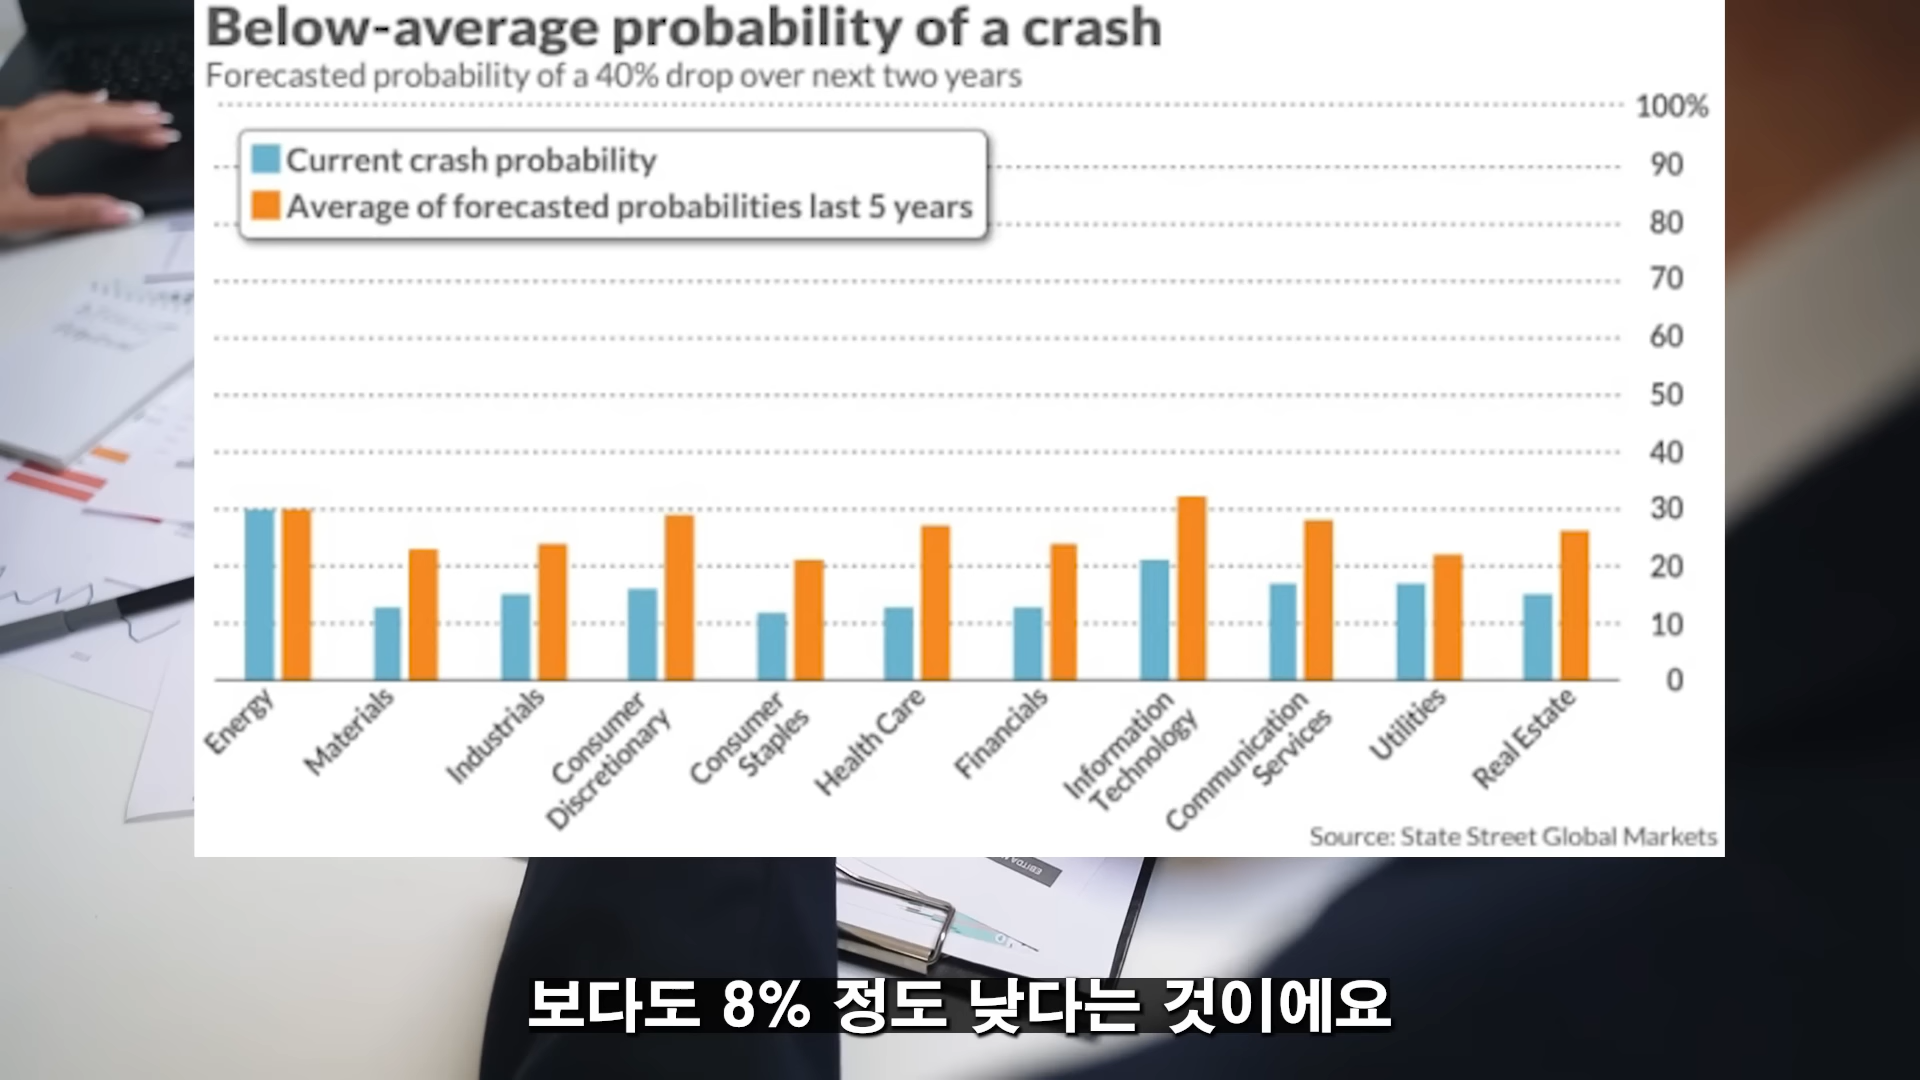 Below-average probability of a crash
Forecasted probability of a 40% drop over next two years
Current crash probability
Average of forecasted probabilities last 5 years
100%
90
80
70
60
50
40
30
20
10
0
Energy
Materials
Industrials
Consumer
Discretionary
Consumer
Staples
Health Care
Financials
Information
Technology
Communication
Services
Utilities
Real Estate
Source: State Street Global Markets
보다도 8% 정도 낮다는 것이에요